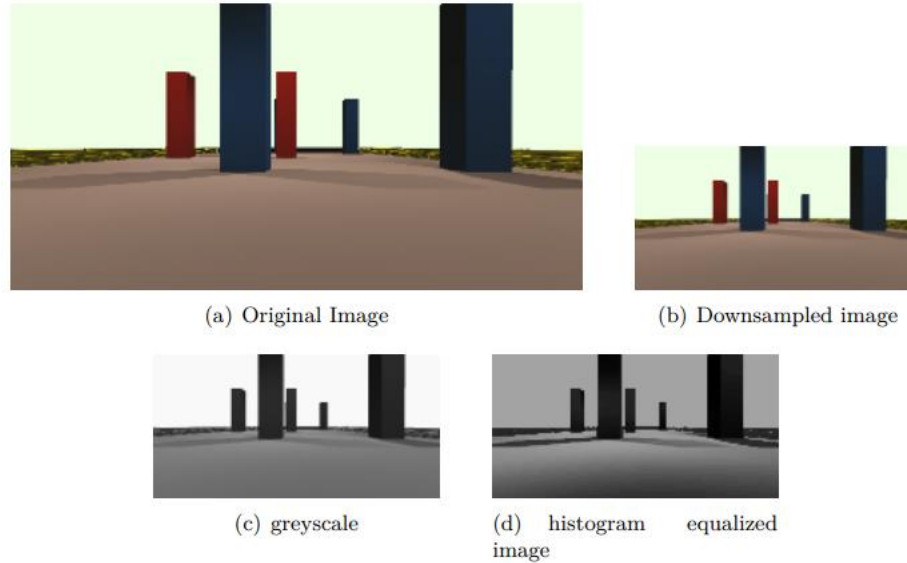 (a) Original Image
(b) Downsampled image
(c) greyscale
(d) histogram equalized
image